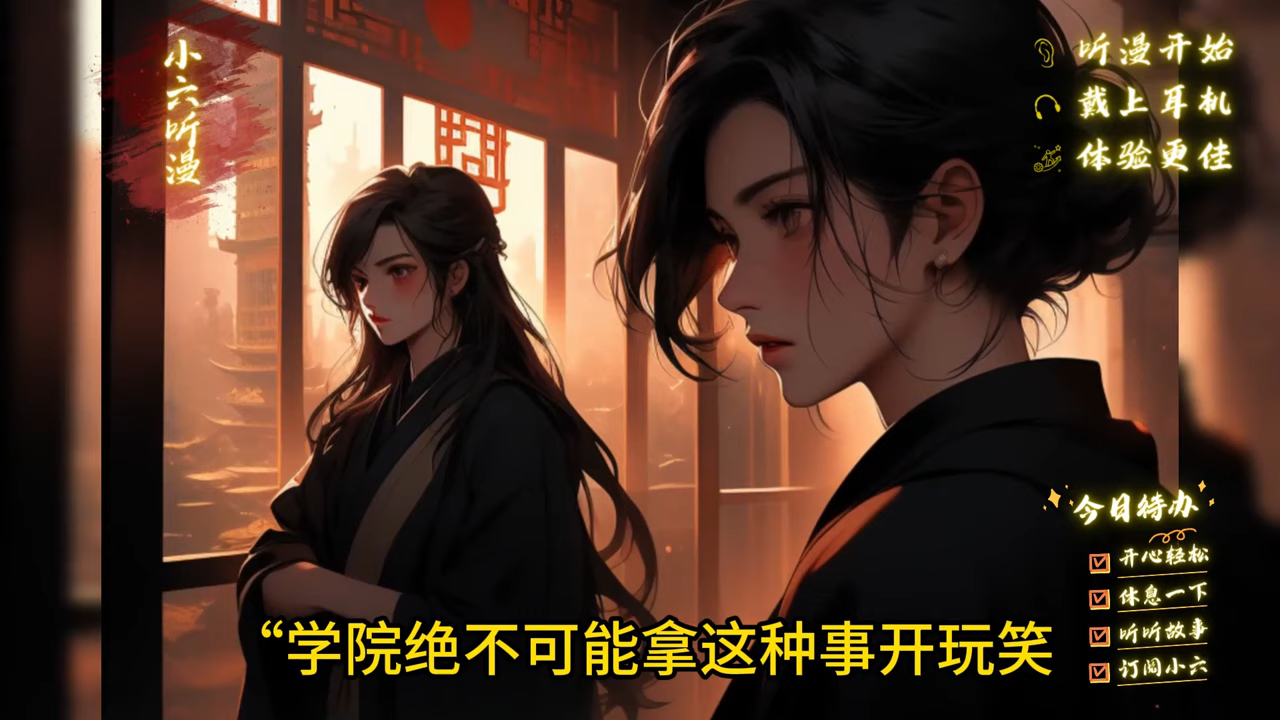 小六听漫
听漫开始
戴上耳机
体验更佳
今日待办
开心轻松
休息一下
听听故事
订阅小六
“学院绝不可能拿这种事开玩笑